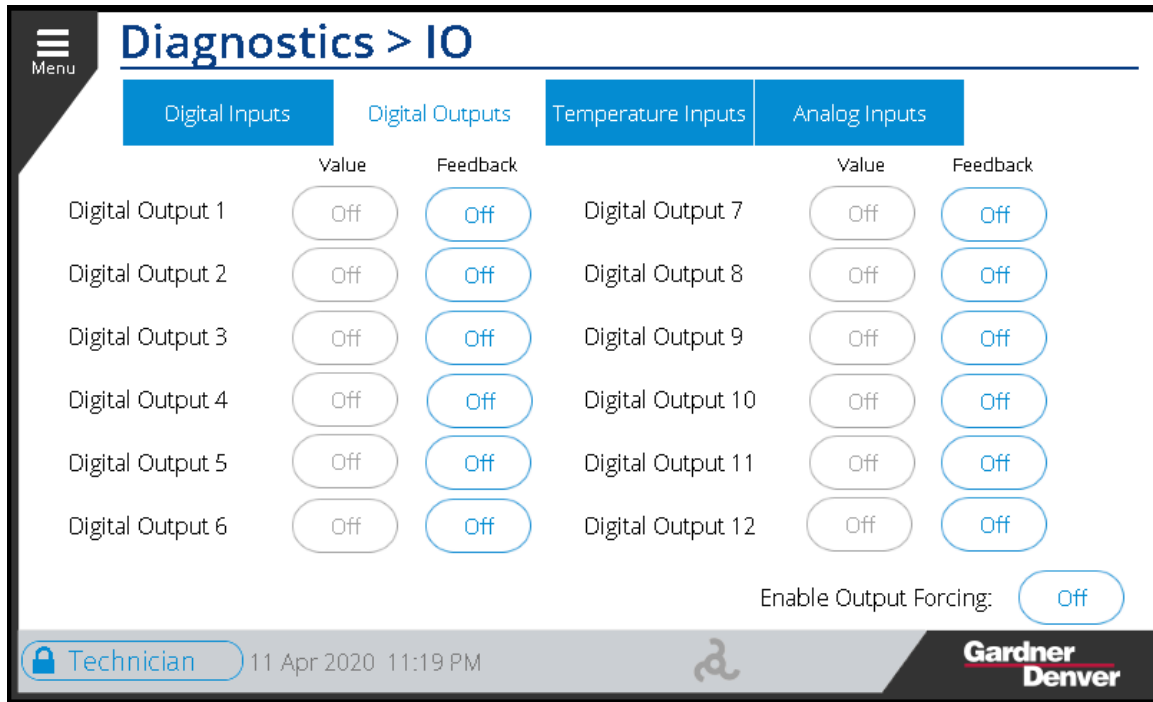 Menu
Diagnostics > IO
Digital Inputs Digital Outputs Temperature Inputs Analog Inputs
Value Feedback Value Feedback
Digital Output 1 Off Off Digital Output 7 Off Off
Digital Output 2 Off Off Digital Output 8 Off Off
Digital Output 3 Off Off Digital Output 9 Off Off
Digital Output 4 Off Off Digital Output 10 Off Off
Digital Output 5 Off Off Digital Output 11 Off Off
Digital Output 6 Off Off Digital Output 12 Off Off
Enable Output Forcing: Off
Technician 11 Apr 2020 11:19 PM
Gardner
Denver